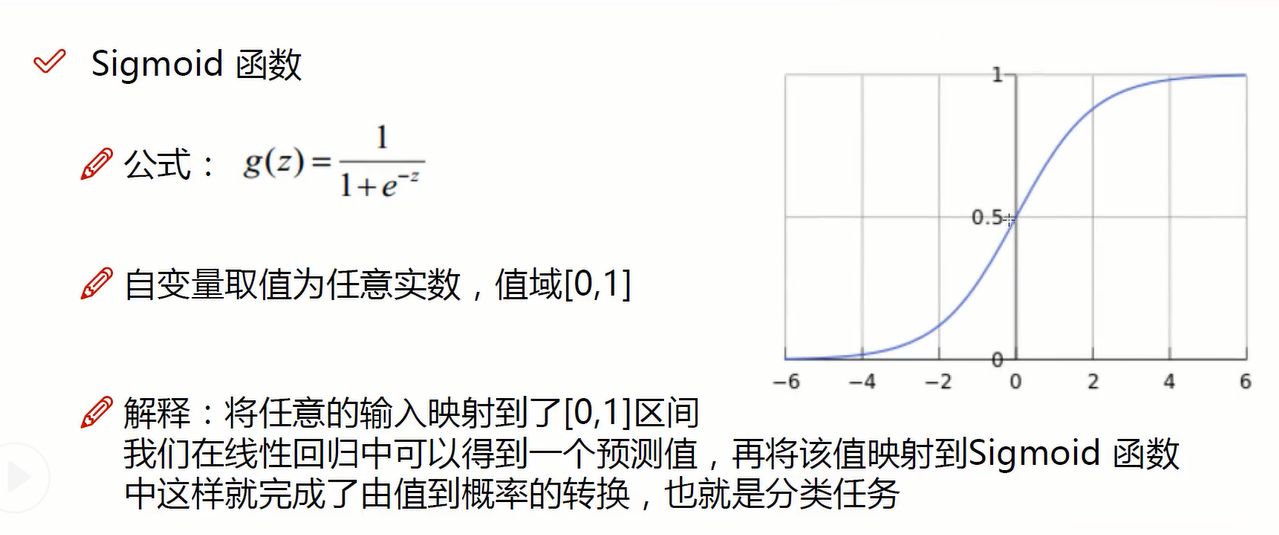 Sigmoid 函数
公式： g(z) = 1 / (1 + e^{-z})
自变量取值为任意实数，值域[0,1]
解释：将任意的输入映射到了[0,1]区间
我们在线性回归中可以得到一个预测值，再将该值映射到Sigmoid 函数
中这样就完成了由值到概率的转换，也就是分类任务
1
0.5
0
−6 −4 −2 0 2 4 6